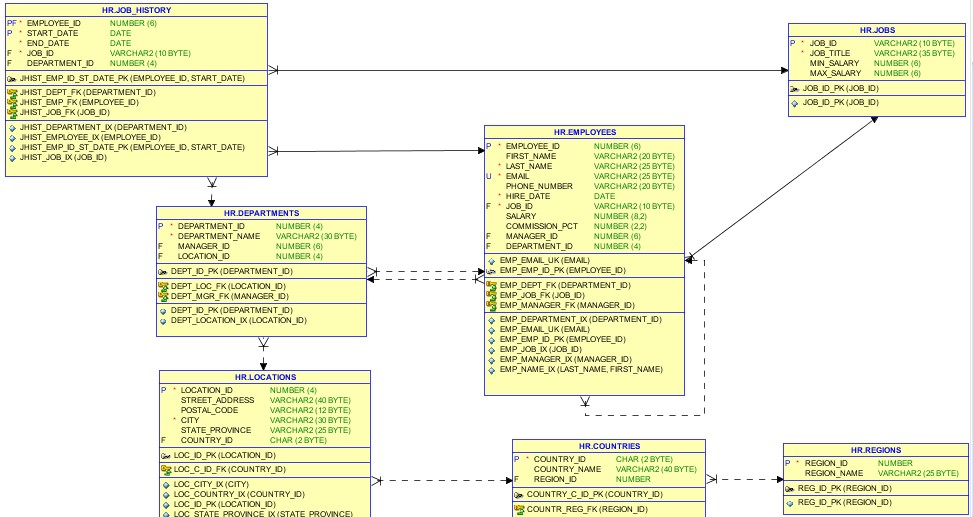 HR.JOB_HISTORY
PF * EMPLOYEE_ID NUMBER (6)
P * START_DATE DATE
* END_DATE DATE
F * JOB_ID VARCHAR2 (10 BYTE)
F DEPARTMENT_ID NUMBER (4)
JHIST_EMP_ID_ST_DATE_PK (EMPLOYEE_ID, START_DATE)
JHIST_DEPT_FK (DEPARTMENT_ID)
JHIST_EMP_FK (EMPLOYEE_ID)
JHIST_JOB_FK (JOB_ID)
JHIST_DEPARTMENT_IX (DEPARTMENT_ID)
JHIST_EMPLOYEE_IX (EMPLOYEE_ID)
JHIST_EMP_ID_ST_DATE_PK (EMPLOYEE_ID, START_DATE)
JHIST_JOB_IX (JOB_ID)
HR.JOBS
P * JOB_ID VARCHAR2 (10 BYTE)
* JOB_TITLE VARCHAR2 (35 BYTE)
MIN_SALARY NUMBER (6)
MAX_SALARY NUMBER (6)
JOB_ID_PK (JOB_ID)
JOB_ID_PK (JOB_ID)
HR.EMPLOYEES
P * EMPLOYEE_ID NUMBER (6)
FIRST_NAME VARCHAR2 (20 BYTE)
* LAST_NAME VARCHAR2 (25 BYTE)
U * EMAIL VARCHAR2 (25 BYTE)
PHONE_NUMBER VARCHAR2 (20 BYTE)
* HIRE_DATE DATE
F * JOB_ID VARCHAR2 (10 BYTE)
SALARY NUMBER (8,2)
COMMISSION_PCT NUMBER (2,2)
F MANAGER_ID NUMBER (6)
F DEPARTMENT_ID NUMBER (4)
EMP_EMAIL_UK (EMAIL)
EMP_EMP_ID_PK (EMPLOYEE_ID)
EMP_DEPT_FK (DEPARTMENT_ID)
EMP_JOB_FK (JOB_ID)
EMP_MANAGER_FK (MANAGER_ID)
EMP_DEPARTMENT_IX (DEPARTMENT_ID)
EMP_EMAIL_UK (EMAIL)
EMP_EMP_ID_PK (EMPLOYEE_ID)
EMP_JOB_IX (JOB_ID)
EMP_MANAGER_IX (MANAGER_ID)
EMP_NAME_IX (LAST_NAME, FIRST_NAME)
HR.DEPARTMENTS
P * DEPARTMENT_ID NUMBER (4)
* DEPARTMENT_NAME VARCHAR2 (30 BYTE)
F MANAGER_ID NUMBER (6)
F LOCATION_ID NUMBER (4)
DEPT_ID_PK (DEPARTMENT_ID)
DEPT_LOC_FK (LOCATION_ID)
DEPT_MGR_FK (MANAGER_ID)
DEPT_ID_PK (DEPARTMENT_ID)
DEPT_LOCATION_IX (LOCATION_ID)
HR.LOCATIONS
P * LOCATION_ID NUMBER (4)
STREET_ADDRESS VARCHAR2 (40 BYTE)
POSTAL_CODE VARCHAR2 (12 BYTE)
* CITY VARCHAR2 (30 BYTE)
STATE_PROVINCE VARCHAR2 (25 BYTE)
F COUNTRY_ID CHAR (2 BYTE)
LOC_ID_PK (LOCATION_ID)
LOC_C_ID_FK (COUNTRY_ID)
LOC_CITY_IX (CITY)
LOC_COUNTRY_IX (COUNTRY_ID)
LOC_ID_PK (LOCATION_ID)
LOC_STATE_PROVINCE_IX (STATE_PROVINCE)
HR.COUNTRIES
P * COUNTRY_ID CHAR (2 BYTE)
COUNTRY_NAME VARCHAR2 (40 BYTE)
F REGION_ID NUMBER
COUNTRY_C_ID_PK (COUNTRY_ID)
COUNTR_REG_FK (REGION_ID)
HR.REGIONS
P * REGION_ID NUMBER
REGION_NAME VARCHAR2 (25 BYTE)
REG_ID_PK (REGION_ID)
REG_ID_PK (REGION_ID)